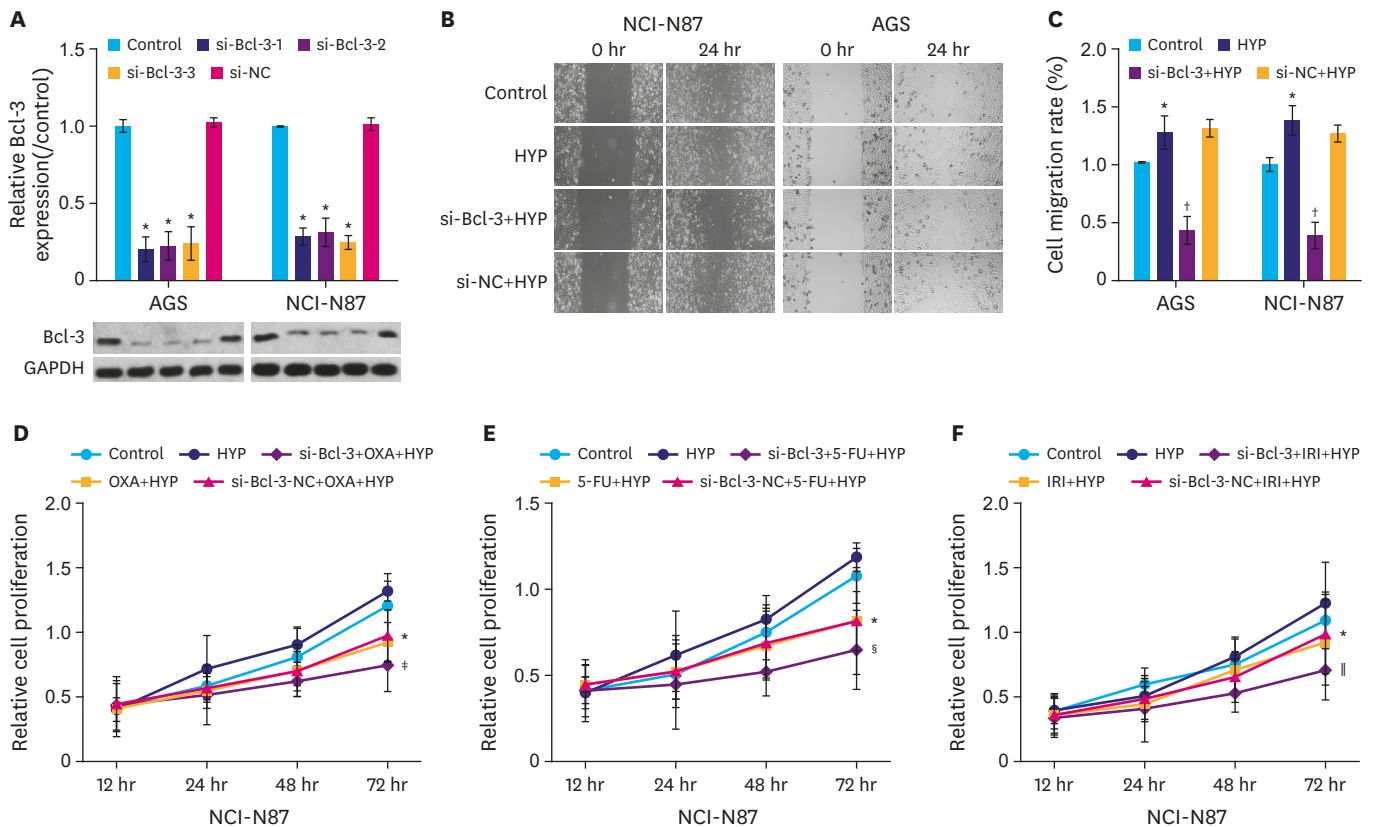 A
Relative Bcl-3
expression(/control)
Control si-Bcl-3-1 si-Bcl-3-2
si-Bcl-3-3 si-NC
1.5
1.0
0.5
0
* * *
* * *
AGS NCI-N87
Bcl-3
GAPDH
B
NCI-N87 AGS
0 hr 24 hr 0 hr 24 hr
Control
HYP
si-Bcl-3+HYP
si-NC+HYP
C
Cell migration rate (%)
Control HYP
si-Bcl-3+HYP si-NC+HYP
2.0
1.5
1.0
0.5
0
* †
* †
AGS NCI-N87
D
Control HYP si-Bcl-3+OXA+HYP
OXA+HYP si-Bcl-3-NC+OXA+HYP
Relative cell proliferation
2.0
1.5
1.0
0.5
0
*
‡
12 hr 24 hr 48 hr 72 hr
NCI-N87
E
Control HYP si-Bcl-3+5-FU+HYP
5-FU+HYP si-Bcl-3-NC+5-FU+HYP
Relative cell proliferation
1.5
1.0
0.5
0
*
§
12 hr 24 hr 48 hr 72 hr
NCI-N87
F
Control HYP si-Bcl-3+IRI+HYP
IRI+HYP si-Bcl-3-NC+IRI+HYP
Relative cell proliferation
2.0
1.5
1.0
0.5
0
*
‖
12 hr 24 hr 48 hr 72 hr
NCI-N87